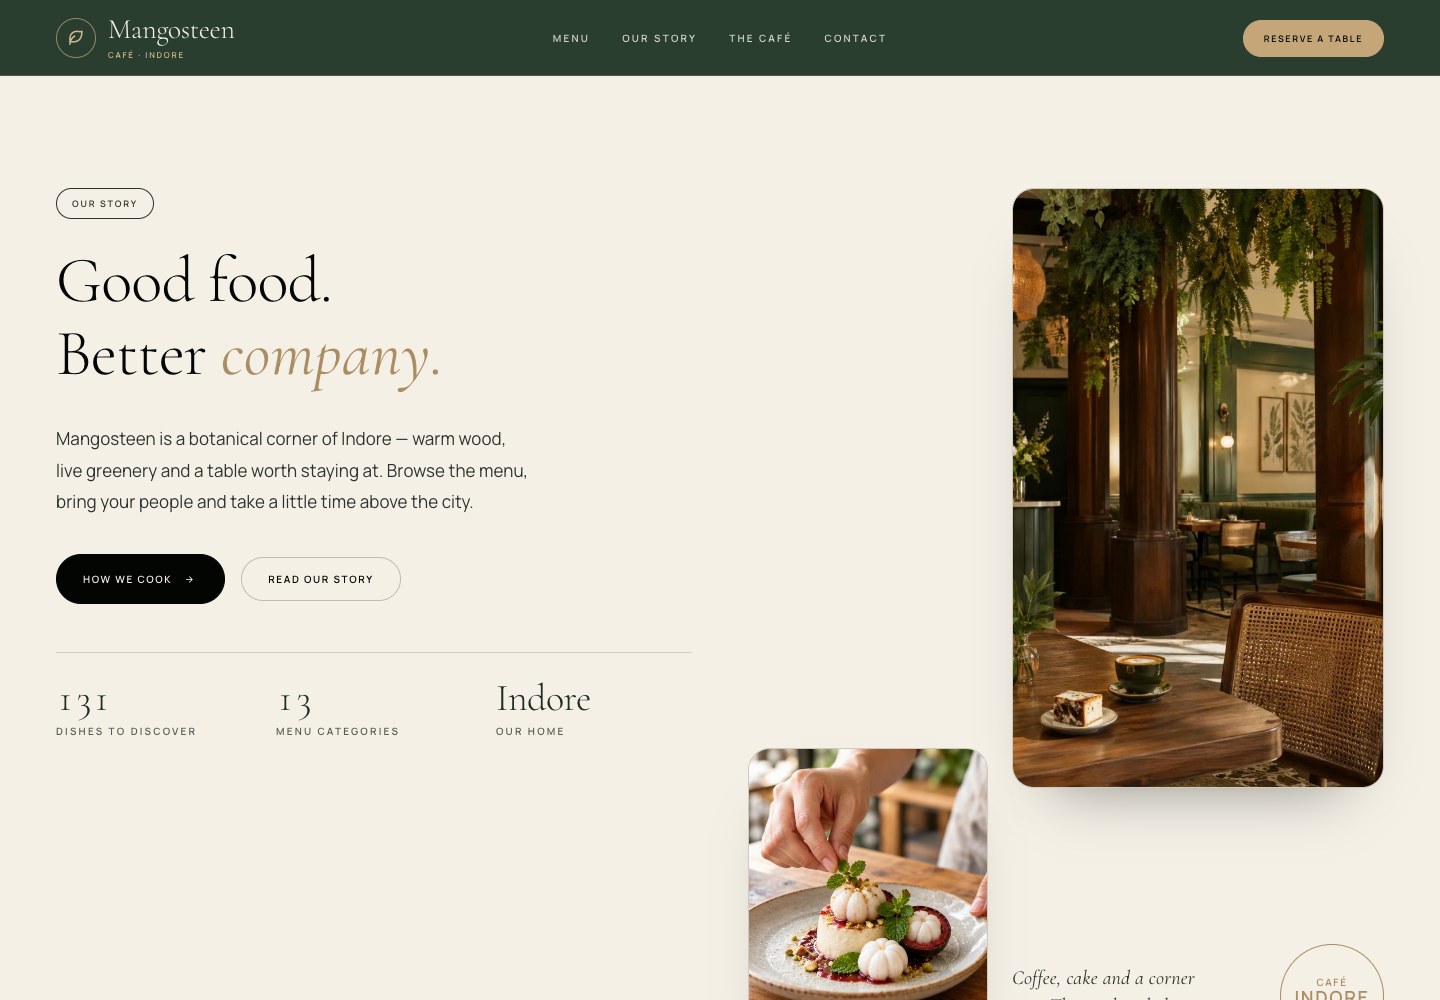 Mangosteen
CAFÉ · INDORE
MENU
OUR STORY
THE CAFÉ
CONTACT
RESERVE A TABLE
OUR STORY
Good food.
Better company.
Mangosteen is a botanical corner of Indore — warm wood,
live greenery and a table worth staying at. Browse the menu,
bring your people and take a little time above the city.
HOW WE COOK →
READ OUR STORY
131
DISHES TO DISCOVER
13
MENU CATEGORIES
Indore
OUR HOME
Coffee, cake and a corner
CAFÉ
INDORE